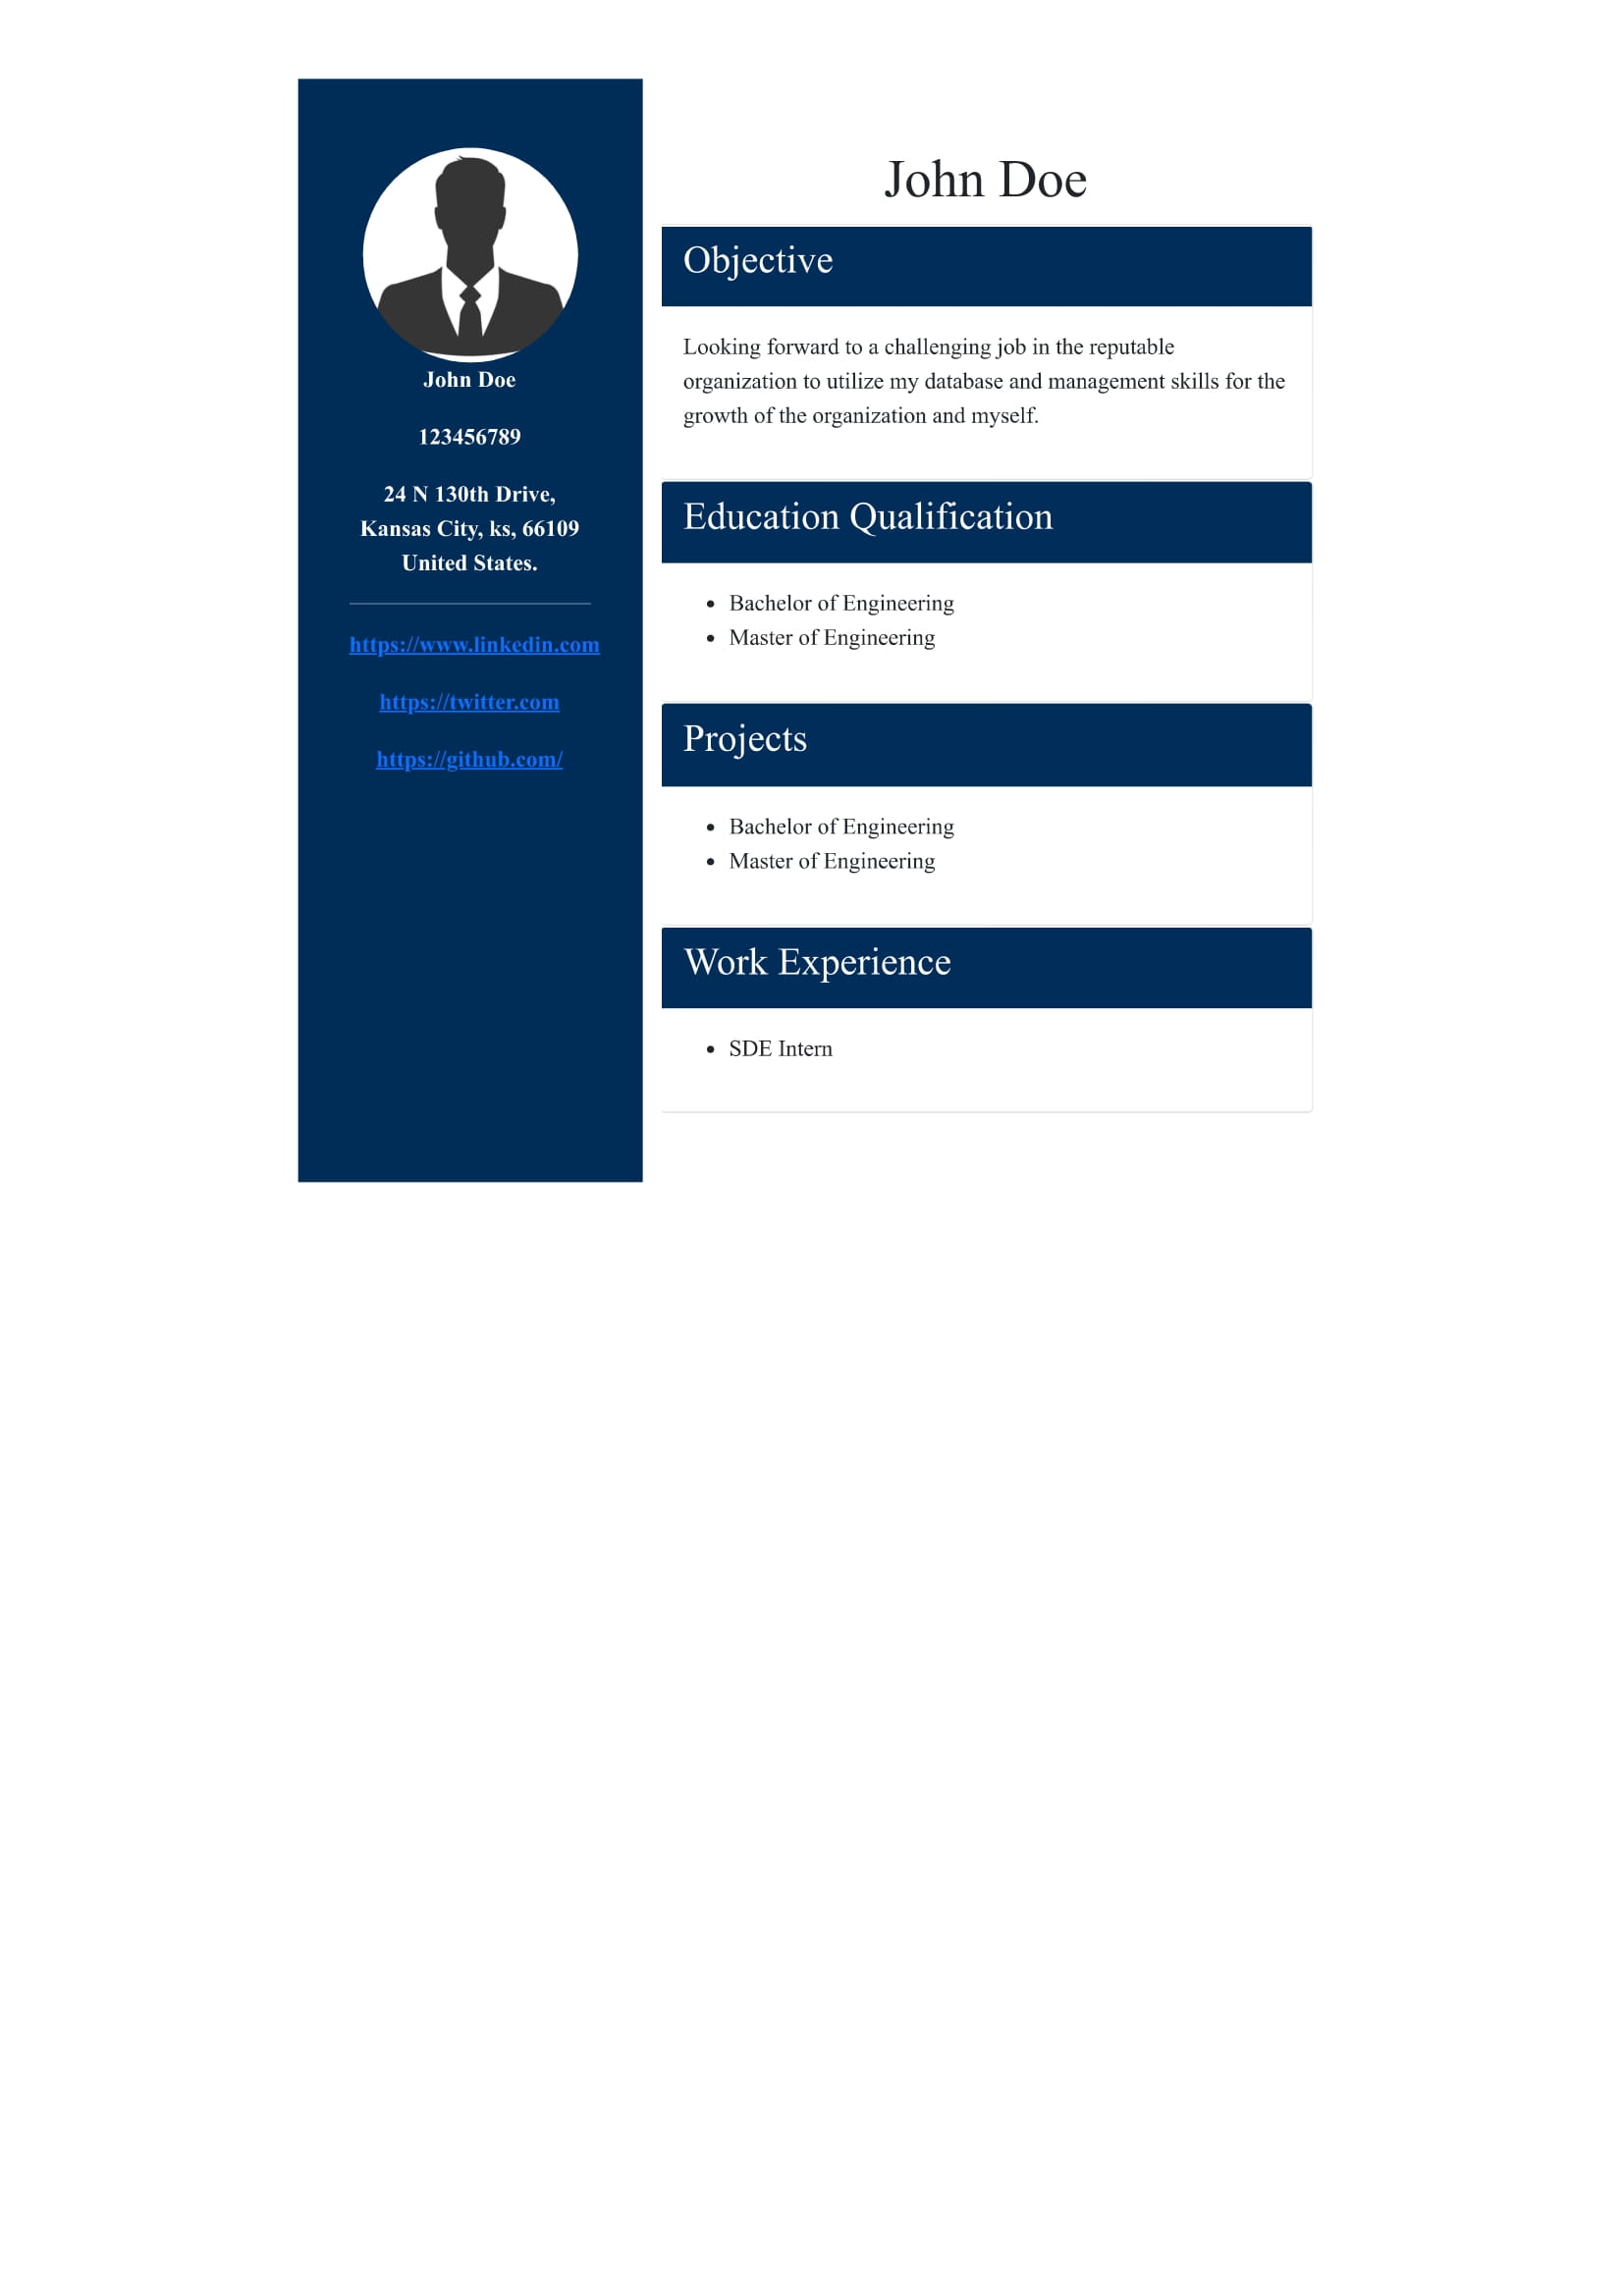 John Doe
123456789
24 N 130th Drive,
Kansas City, ks, 66109
United States.
https://www.linkedin.com
https://twitter.com
https://github.com/
John Doe
Objective
Looking forward to a challenging job in the reputable
organization to utilize my database and management skills for the
growth of the organization and myself.
Education Qualification
• Bachelor of Engineering
• Master of Engineering
Projects
• Bachelor of Engineering
• Master of Engineering
Work Experience
• SDE Intern